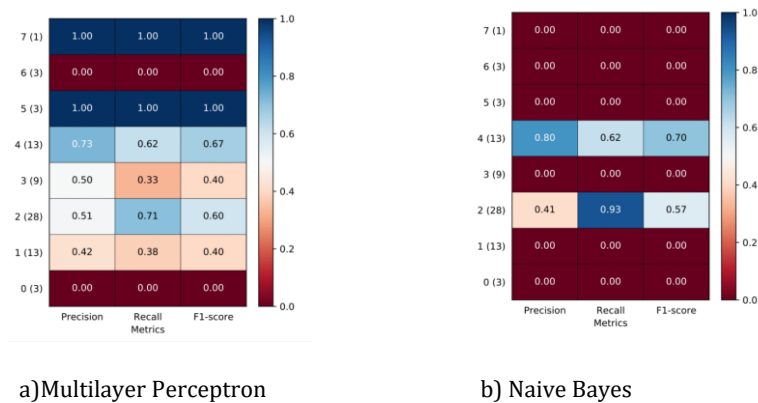 7 (1) 1.00 1.00 1.00
6 (3) 0.00 0.00 0.00
5 (3) 1.00 1.00 1.00
4 (13) 0.73 0.62 0.67
3 (9) 0.50 0.33 0.40
2 (28) 0.51 0.71 0.60
1 (13) 0.42 0.38 0.40
0 (3) 0.00 0.00 0.00
Precision Recall F1-score
Metrics
1.0
0.8
0.6
0.4
0.2
0.0
7 (1) 0.00 0.00 0.00
6 (3) 0.00 0.00 0.00
5 (3) 0.00 0.00 0.00
4 (13) 0.80 0.62 0.70
3 (9) 0.00 0.00 0.00
2 (28) 0.41 0.93 0.57
1 (13) 0.00 0.00 0.00
0 (3) 0.00 0.00 0.00
Precision Recall F1-score
Metrics
1.0
0.8
0.6
0.4
0.2
0.0
a)Multilayer Perceptron
b) Naive Bayes